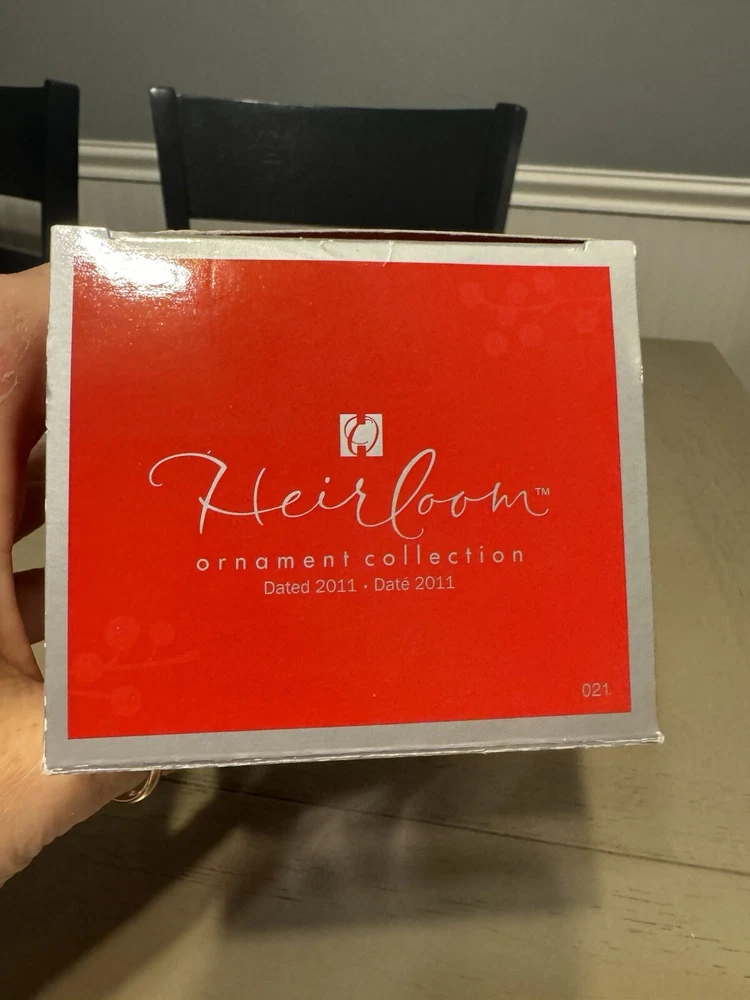 Heirloom™
ornament collection
Dated 2011 • Daté 2011
021